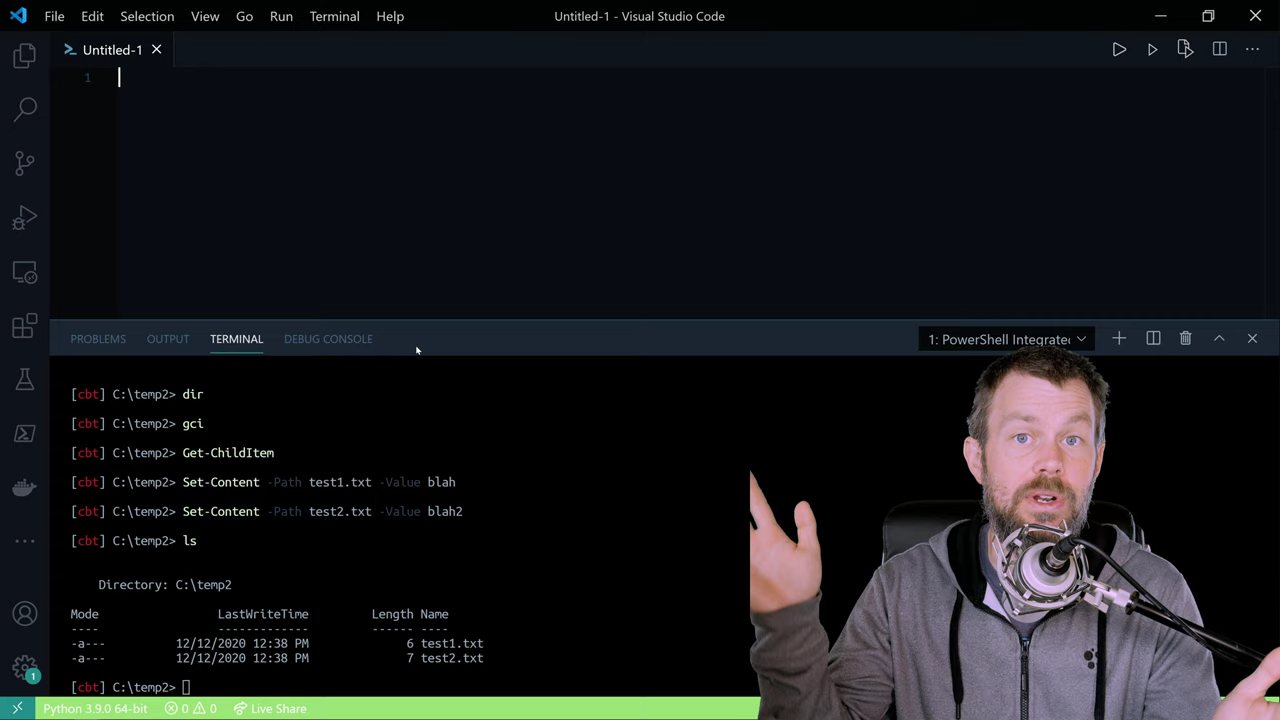 File Edit Selection View Go Run Terminal Help Untitled-1 - Visual Studio Code
Untitled-1
1
PROBLEMS OUTPUT TERMINAL DEBUG CONSOLE 1: PowerShell Integrate
[cbt] C:\temp2> dir
[cbt] C:\temp2> gci
[cbt] C:\temp2> Get-ChildItem
[cbt] C:\temp2> Set-Content -Path test1.txt -Value blah
[cbt] C:\temp2> Set-Content -Path test2.txt -Value blah2
[cbt] C:\temp2> ls
Directory: C:\temp2
Mode LastWriteTime Length Name
---- ------------- ------ ----
-a--- 12/12/2020 12:38 PM 6 test1.txt
-a--- 12/12/2020 12:38 PM 7 test2.txt
[cbt] C:\temp2>
1
Python 3.9.0 64-bit 0 0 Live Share